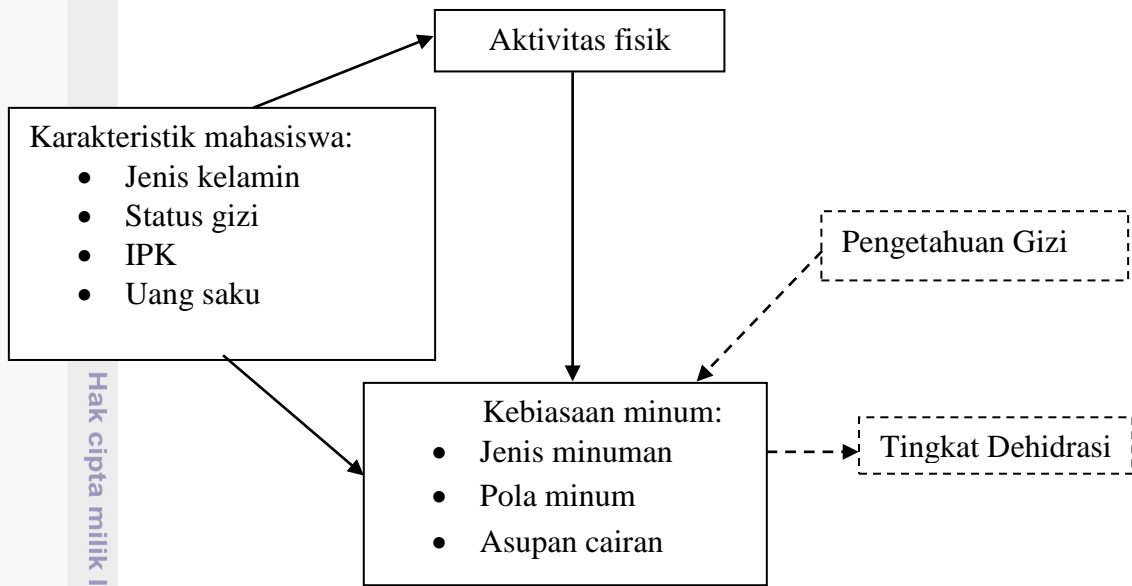 Aktivitas fisik
Karakteristik mahasiswa:
• Jenis kelamin
• Status gizi
• IPK
• Uang saku
Pengetahuan Gizi
Kebiasaan minum:
• Jenis minuman
• Pola minum
• Asupan cairan
Tingkat Dehidrasi
Hak cipta milik